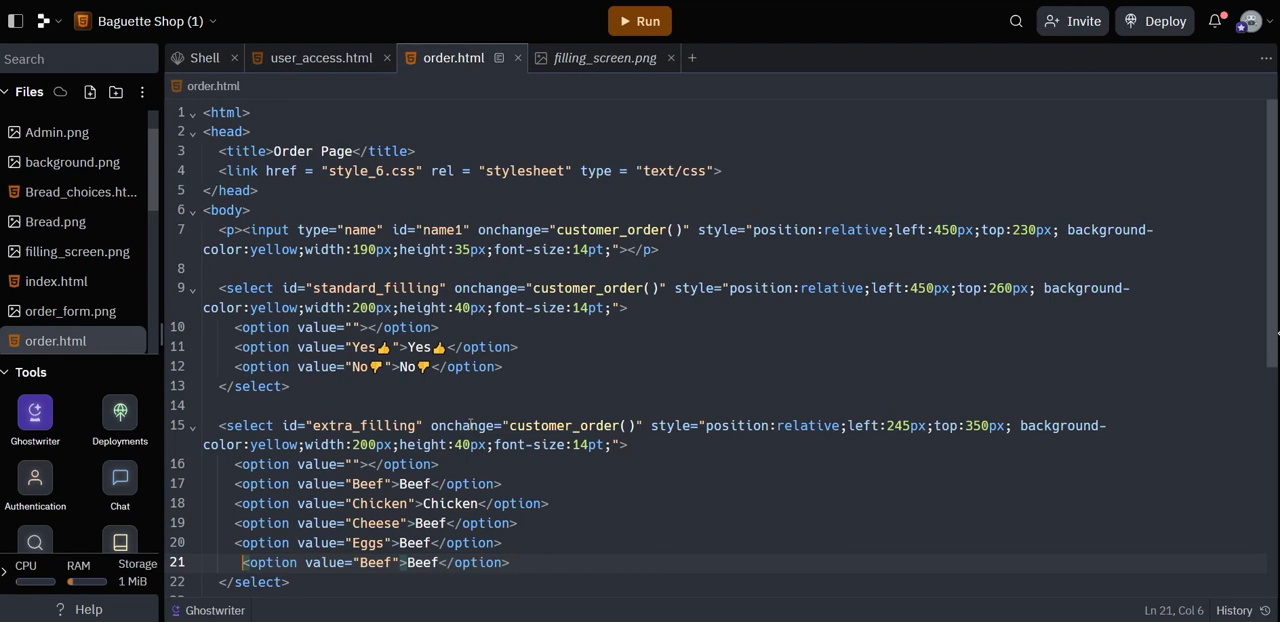 Baguette Shop (1)
Run
Invite
Deploy
Search
Shell
user_access.html
order.html
filling_screen.png
Files
order.html
Admin.png
background.png
Bread_choices.ht...
Bread.png
filling_screen.png
index.html
order_form.png
order.html
Tools
Ghostwriter
Deployments
Authentication
Chat
CPU
RAM
Storage
1 MiB
? Help
1 <html>
2 <head>
3 <title>Order Page</title>
4 <link href = "style_6.css" rel = "stylesheet" type = "text/css">
5 </head>
6 <body>
7 <p><input type="name" id="name1" onchange="customer_order()" style="position:relative;left:450px;top:230px; background-
color:yellow;width:190px;height:35px;font-size:14pt;"></p>
8
9 <select id="standard_filling" onchange="customer_order()" style="position:relative;left:450px;top:260px; background-
color:yellow;width:200px;height:40px;font-size:14pt;">
10 <option value=""></option>
11 <option value="Yes👍">Yes👍</option>
12 <option value="No👎">No👎</option>
13 </select>
14
15 <select id="extra_filling" onchange="customer_order()" style="position:relative;left:245px;top:350px; background-
color:yellow;width:200px;height:40px;font-size:14pt;">
16 <option value=""></option>
17 <option value="Beef">Beef</option>
18 <option value="Chicken">Chicken</option>
19 <option value="Cheese">Beef</option>
20 <option value="Eggs">Beef</option>
21 <option value="Beef">Beef</option>
22 </select>
Ghostwriter
Ln 21, Col 6
History